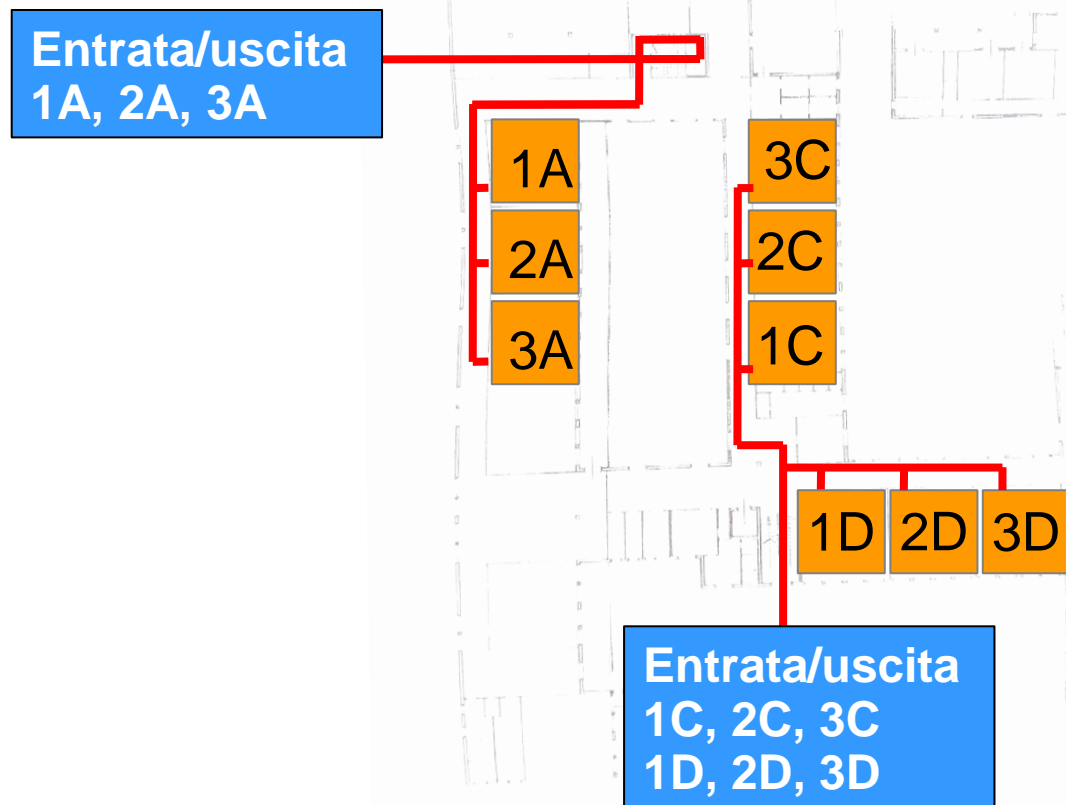 Entrata/uscita
1A, 2A, 3A
1A
2A
3A
3C
2C
1C
1D
2D
3D
Entrata/uscita
1C, 2C, 3C
1D, 2D, 3D